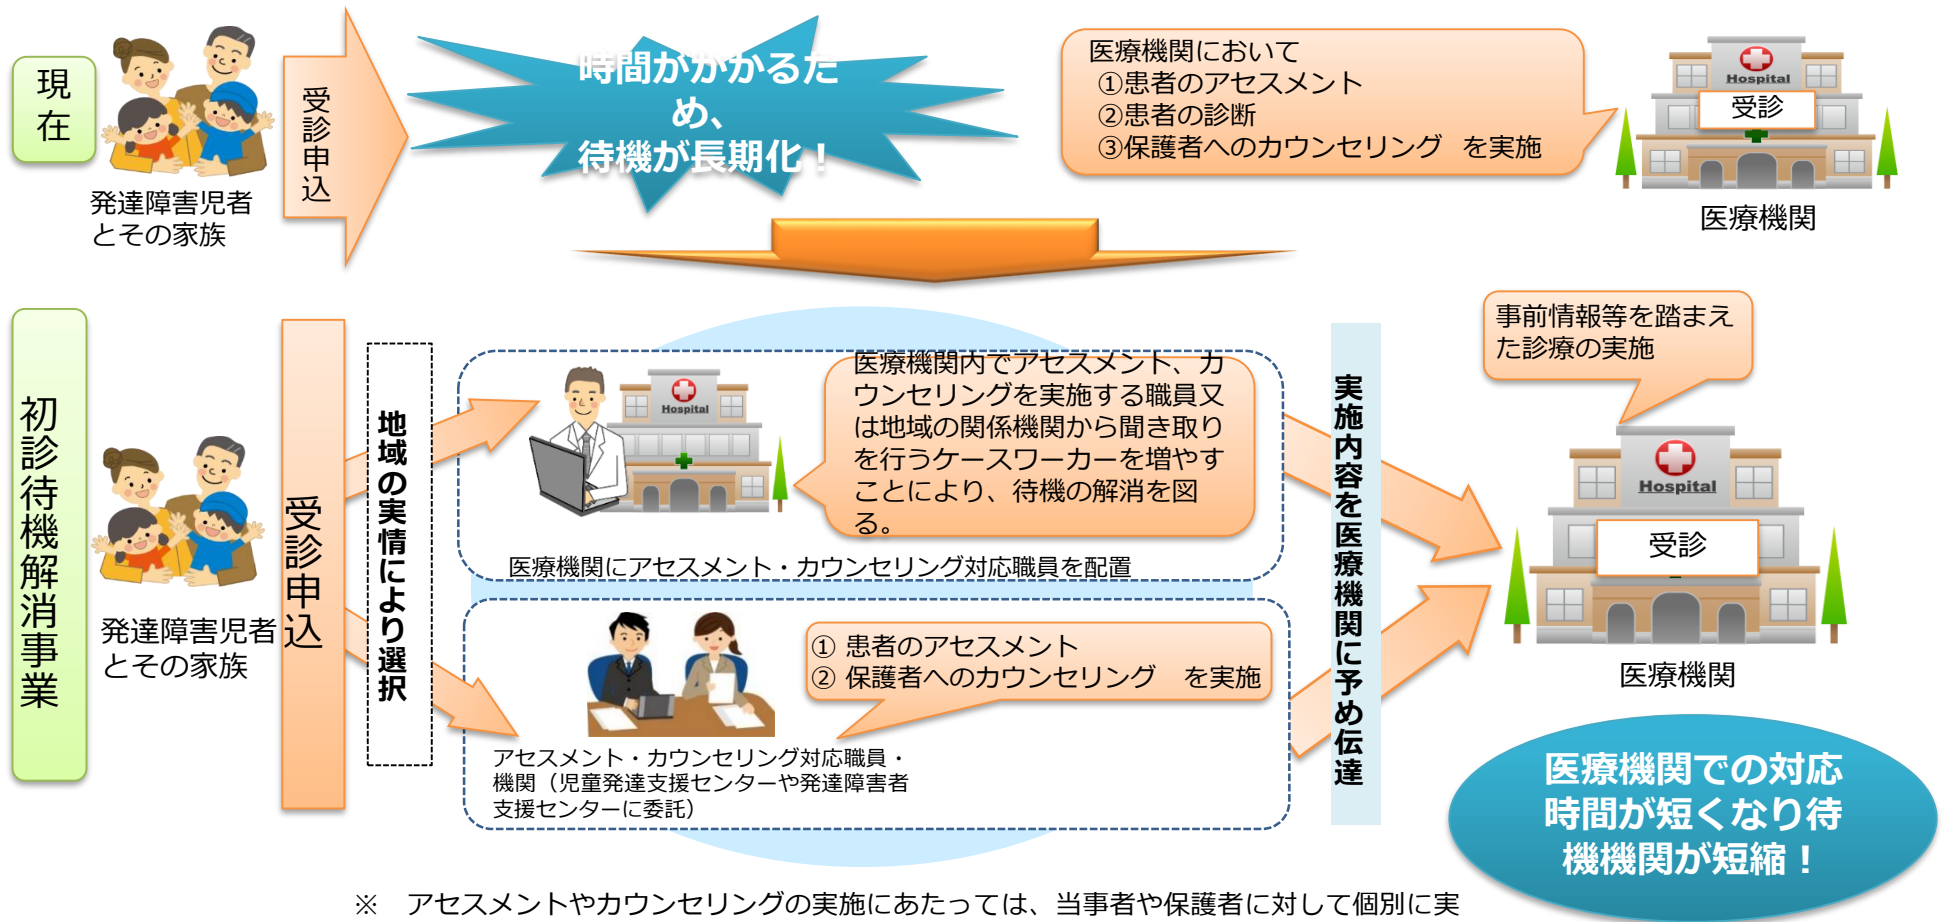 現在
発達障害児者
とその家族
受診申込
時間がかかるた
め、
待機が長期化！
医療機関において
①患者のアセスメント
②患者の診断
③保護者へのカウンセリング　を実施
Hospital
受診
医療機関
初診待機解消事業
発達障害児者
とその家族
受診申込
地域の実情により選択
Hospital
医療機関内でアセスメント、カ
ウンセリングを実施する職員又
は地域の関係機関から聞き取り
を行うケースワーカーを増やす
ことにより、待機の解消を図
る。
医療機関にアセスメント・カウンセリング対応職員を配置
① 患者のアセスメント
② 保護者へのカウンセリング　を実施
アセスメント・カウンセリング対応職員・
機関（児童発達支援センターや発達障害者
支援センターに委託）
実施内容を医療機関に予め伝達
事前情報等を踏まえ
た診療の実施
Hospital
受診
医療機関
医療機関での対応
時間が短くなり待
機機関が短縮！
※　アセスメントやカウンセリングの実施にあたっては、当事者や保護者に対して個別に実